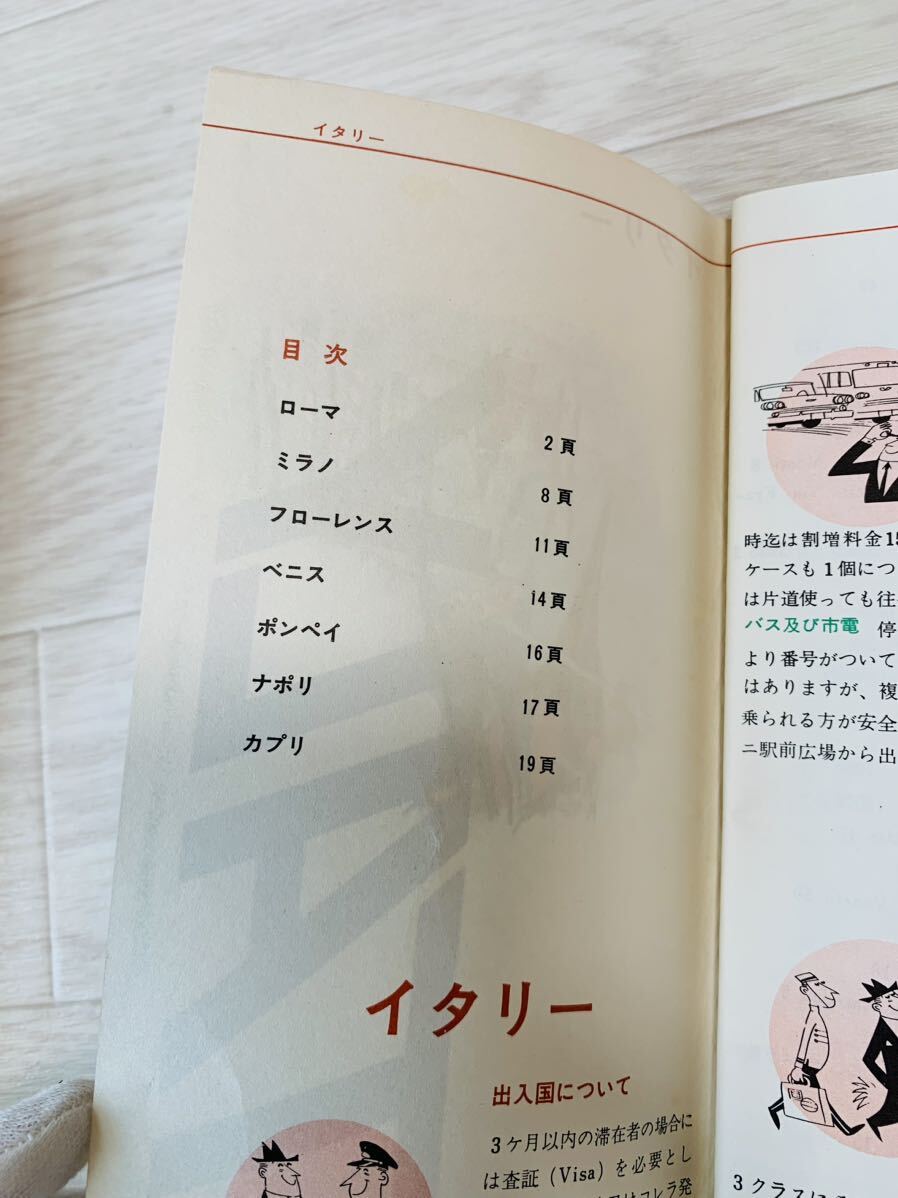 イタリー
目次
ローマ 2頁
ミラノ 8頁
フローレンス 11頁
ベニス 14頁
ポンペイ 16頁
ナポリ 17頁
カプリ 19頁
イタリー
出入国について
3ケ月以内の滞在者の場合に
は査証(Visa)を必要とし
コレラ発
時迄は割増料金15
ケースも1個につ
は片道使っても往
バス及び市電 停
より番号がついて
はありますが、複
乗られる方が安全
ニ駅前広場から出
3クラスに